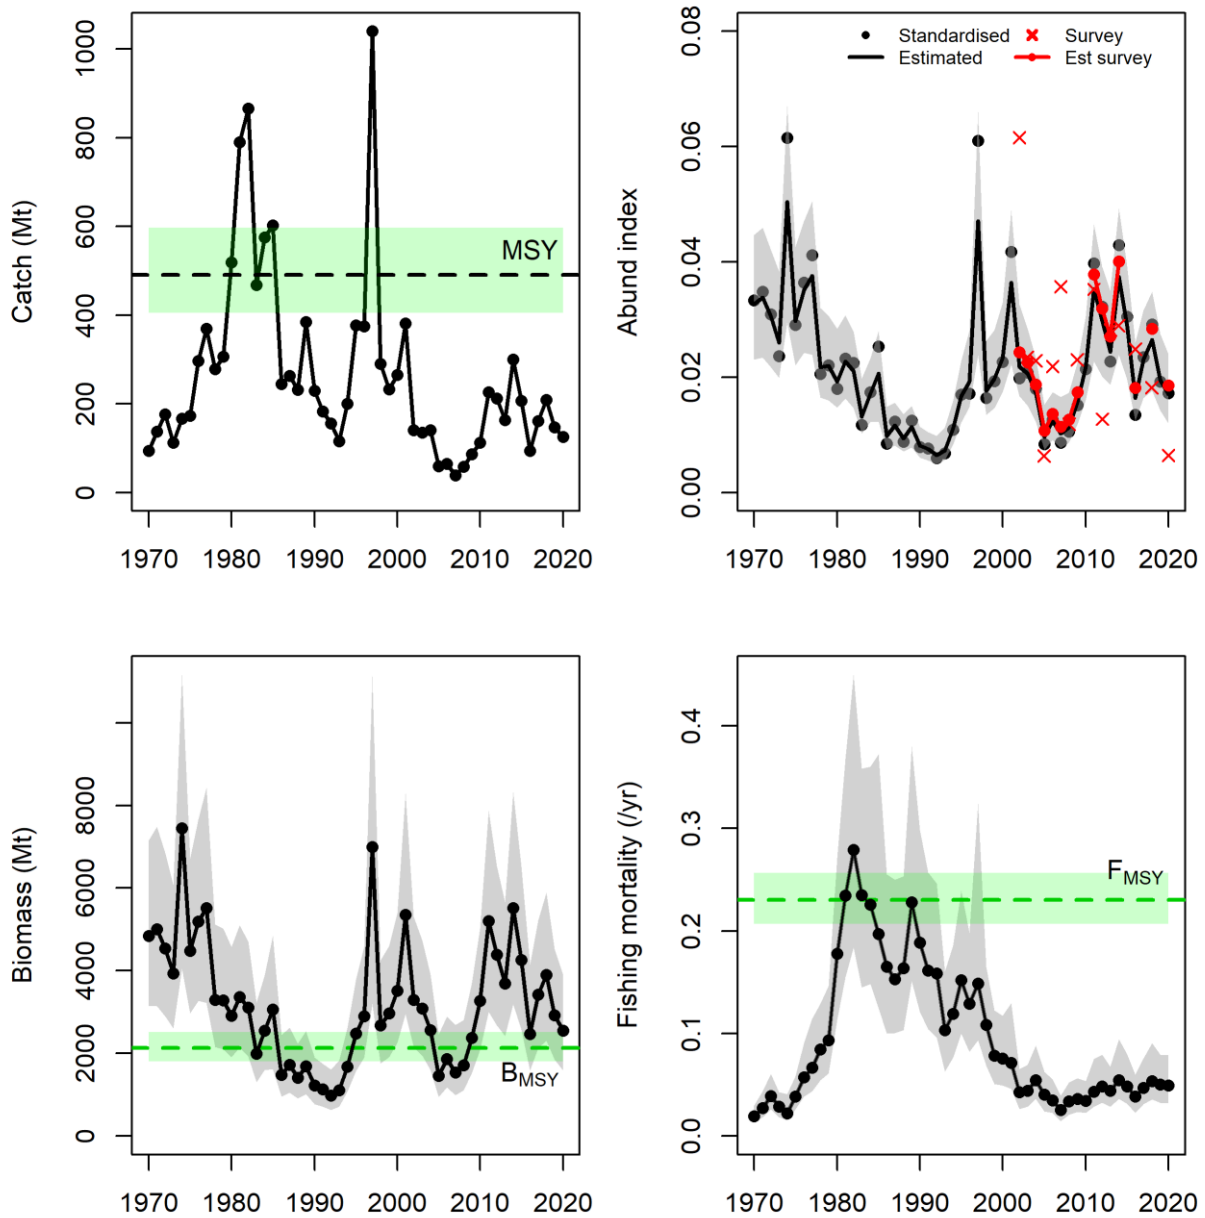 Catch (Mt)
1000
800
600
400
200
0
MSY
1970 1980 1990 2000 2010 2020
Abund index
0.08
0.06
0.04
0.02
0.00
Standardised
Estimated
Survey
Est survey
1970 1980 1990 2000 2010 2020
Biomass (Mt)
8000
6000
4000
2000
0
BMSY
1970 1980 1990 2000 2010 2020
Fishing mortality (/yr)
0.4
0.3
0.2
0.1
0.0
FMSY
1970 1980 1990 2000 2010 2020